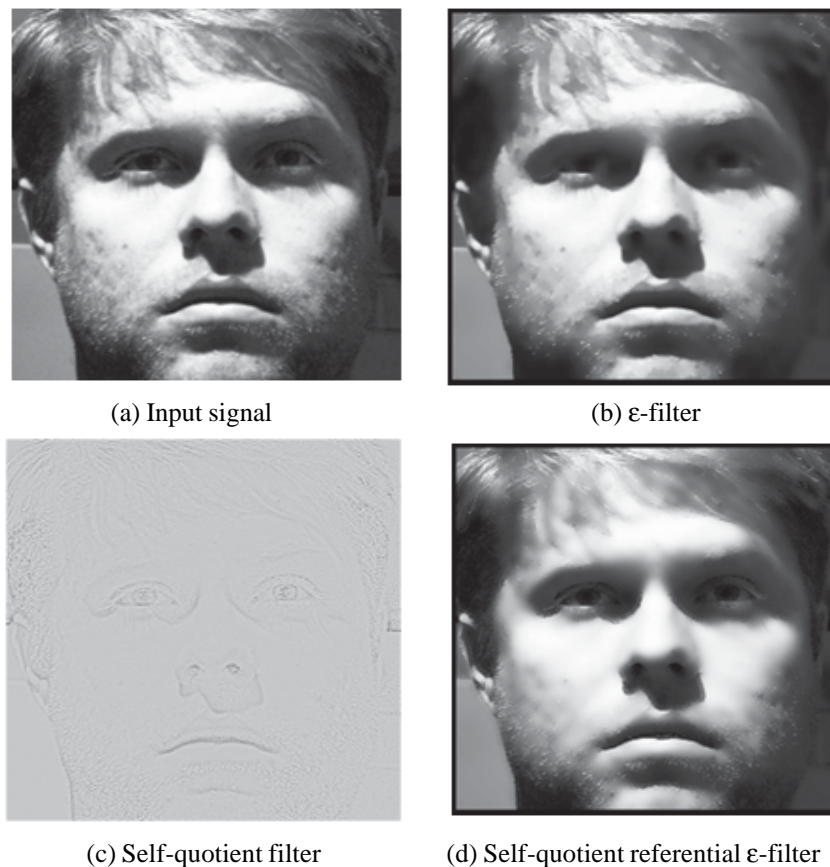 (a) Input signal
(b) ε-filter
(c) Self-quotient filter
(d) Self-quotient referential ε-filter